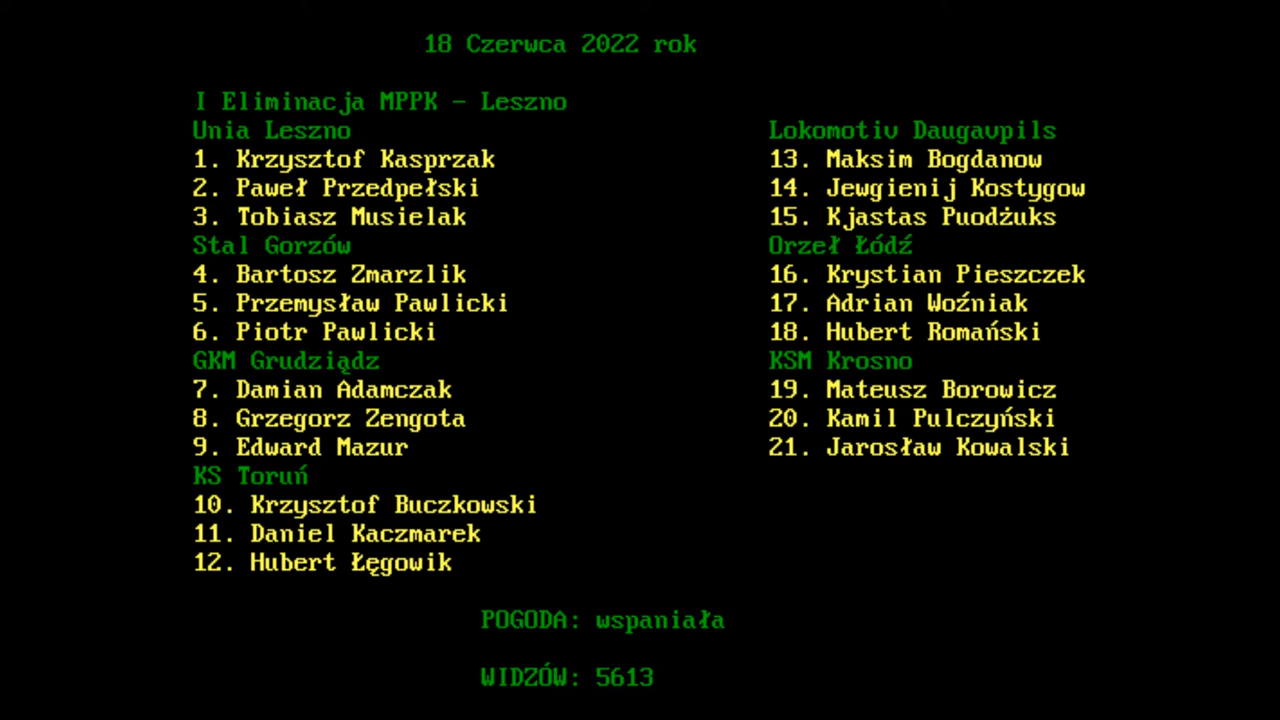 18 Czerwca 2022 rok
I Eliminacja MPPK - Leszno
Unia Leszno
1. Krzysztof Kasprzak
2. Paweł Przedpełski
3. Tobiasz Musielak
Stal Gorzów
4. Bartosz Zmarzlik
5. Przemysław Pawlicki
6. Piotr Pawlicki
GKM Grudziądz
7. Damian Adamczak
8. Grzegorz Zengota
9. Edward Mazur
KS Toruń
10. Krzysztof Buczkowski
11. Daniel Kaczmarek
12. Hubert Łęgowik
Lokomotiv Daugavpils
13. Maksim Bogdanow
14. Jewgienij Kostygow
15. Kjastas Puodżuks
Orzeł Łódź
16. Krystian Pieszczek
17. Adrian Woźniak
18. Hubert Romański
KSM Krosno
19. Mateusz Borowicz
20. Kamil Pulczyński
21. Jarosław Kowalski
POGODA: wspaniała
WIDZÓW: 5613